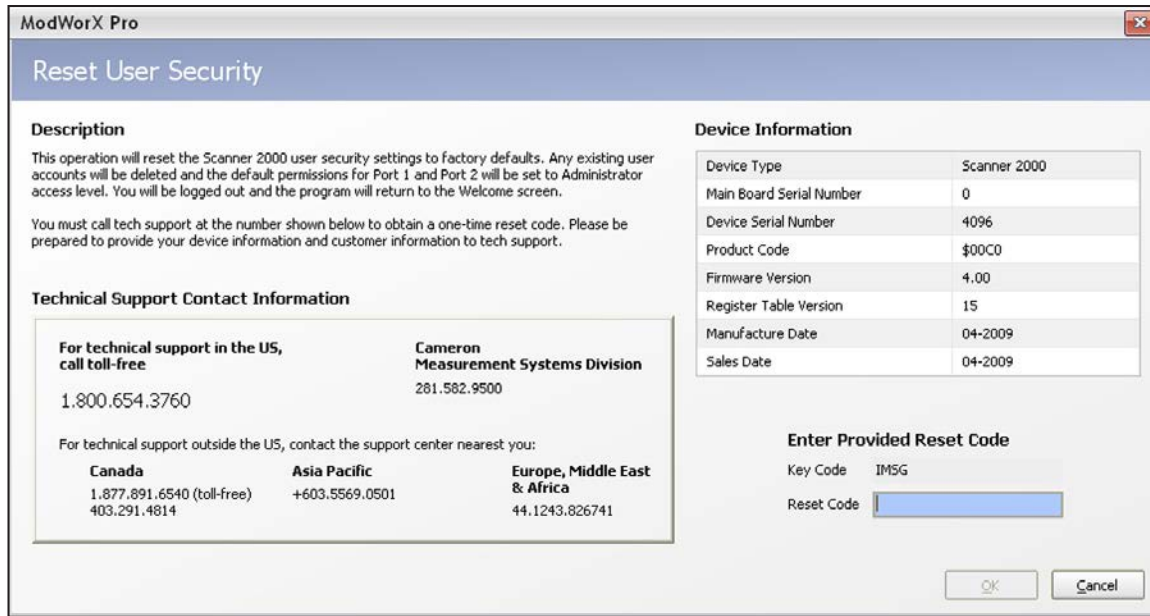 ModWorX Pro
Reset User Security
Description
This operation will reset the Scanner 2000 user security settings to factory defaults. Any existing user
accounts will be deleted and the default permissions for Port 1 and Port 2 will be set to Administrator
access level. You will be logged out and the program will return to the Welcome screen.
You must call tech support at the number shown below to obtain a one-time reset code. Please be
prepared to provide your device information and customer information to tech support.
Technical Support Contact Information
For technical support in the US,
call toll-free
1.800.654.3760
Cameron
Measurement Systems Division
281.582.9500
For technical support outside the US, contact the support center nearest you:
Canada
1.877.891.6540 (toll-free)
403.291.4814
Asia Pacific
+603.5569.0501
Europe, Middle East
& Africa
44.1243.826741
Device Information
Device Type Scanner 2000
Main Board Serial Number 0
Device Serial Number 4096
Product Code $00C0
Firmware Version 4.00
Register Table Version 15
Manufacture Date 04-2009
Sales Date 04-2009
Enter Provided Reset Code
Key Code IMSG
Reset Code
OK
Cancel